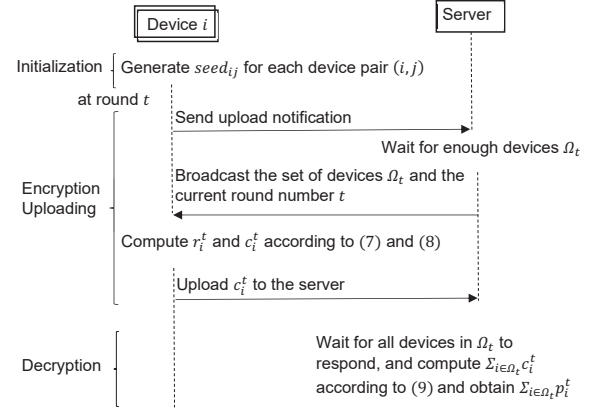 Device i
Server
Initialization
Generate seed_{ij} for each device pair (i, j)
at round t
Send upload notification
Wait for enough devices Ω_t
Broadcast the set of devices Ω_t and the
current round number t
Encryption
Uploading
Compute r_i^t and c_i^t according to (7) and (8)
Upload c_i^t to the server
Decryption
Wait for all devices in Ω_t to
respond, and compute Σ_{i∈Ω_t} c_i^t
according to (9) and obtain Σ_{i∈Ω_t} p_i^t